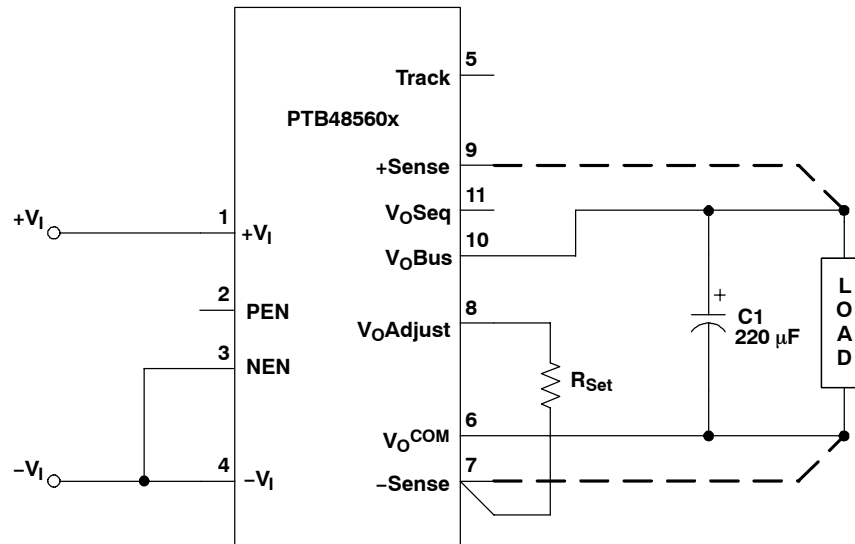 5
Track
PTB48560x
9
+Sense
11
VOSeq
10
VOBus
+VI
1
+VI
2
PEN
8
VOAdjust
3
NEN
RSet
+
C1
220 μF
L
O
A
D
6
VOCOM
7
−Sense
−VI
4
−VI